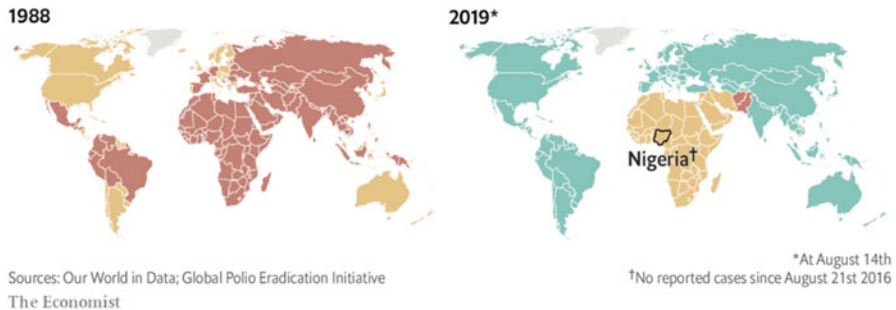 1988
2019*
Nigeria†
*At August 14th
Sources: Our World in Data; Global Polio Eradication Initiative
†No reported cases since August 21st 2016
The Economist